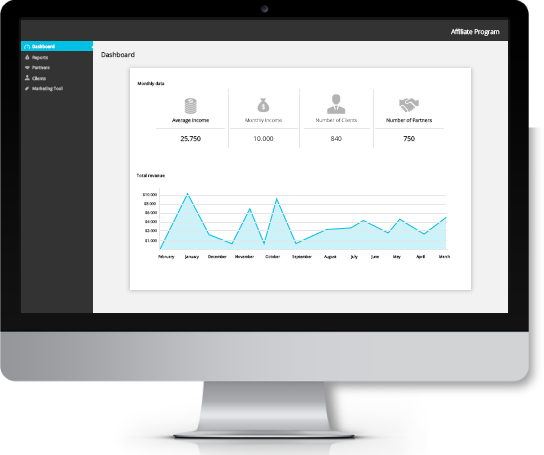 Affiliate Program
Dashboard
Reports
Partners
Clients
Marketing Tool
Dashboard
Monthly data
Average Income
Monthly Income
Number of Clients
Number of Partners
25.750
10.000
840
750
Total revenue
$10 000
$8 000
$6 000
$4 000
$2 000
$1 000
February January December November October September August July June May April March